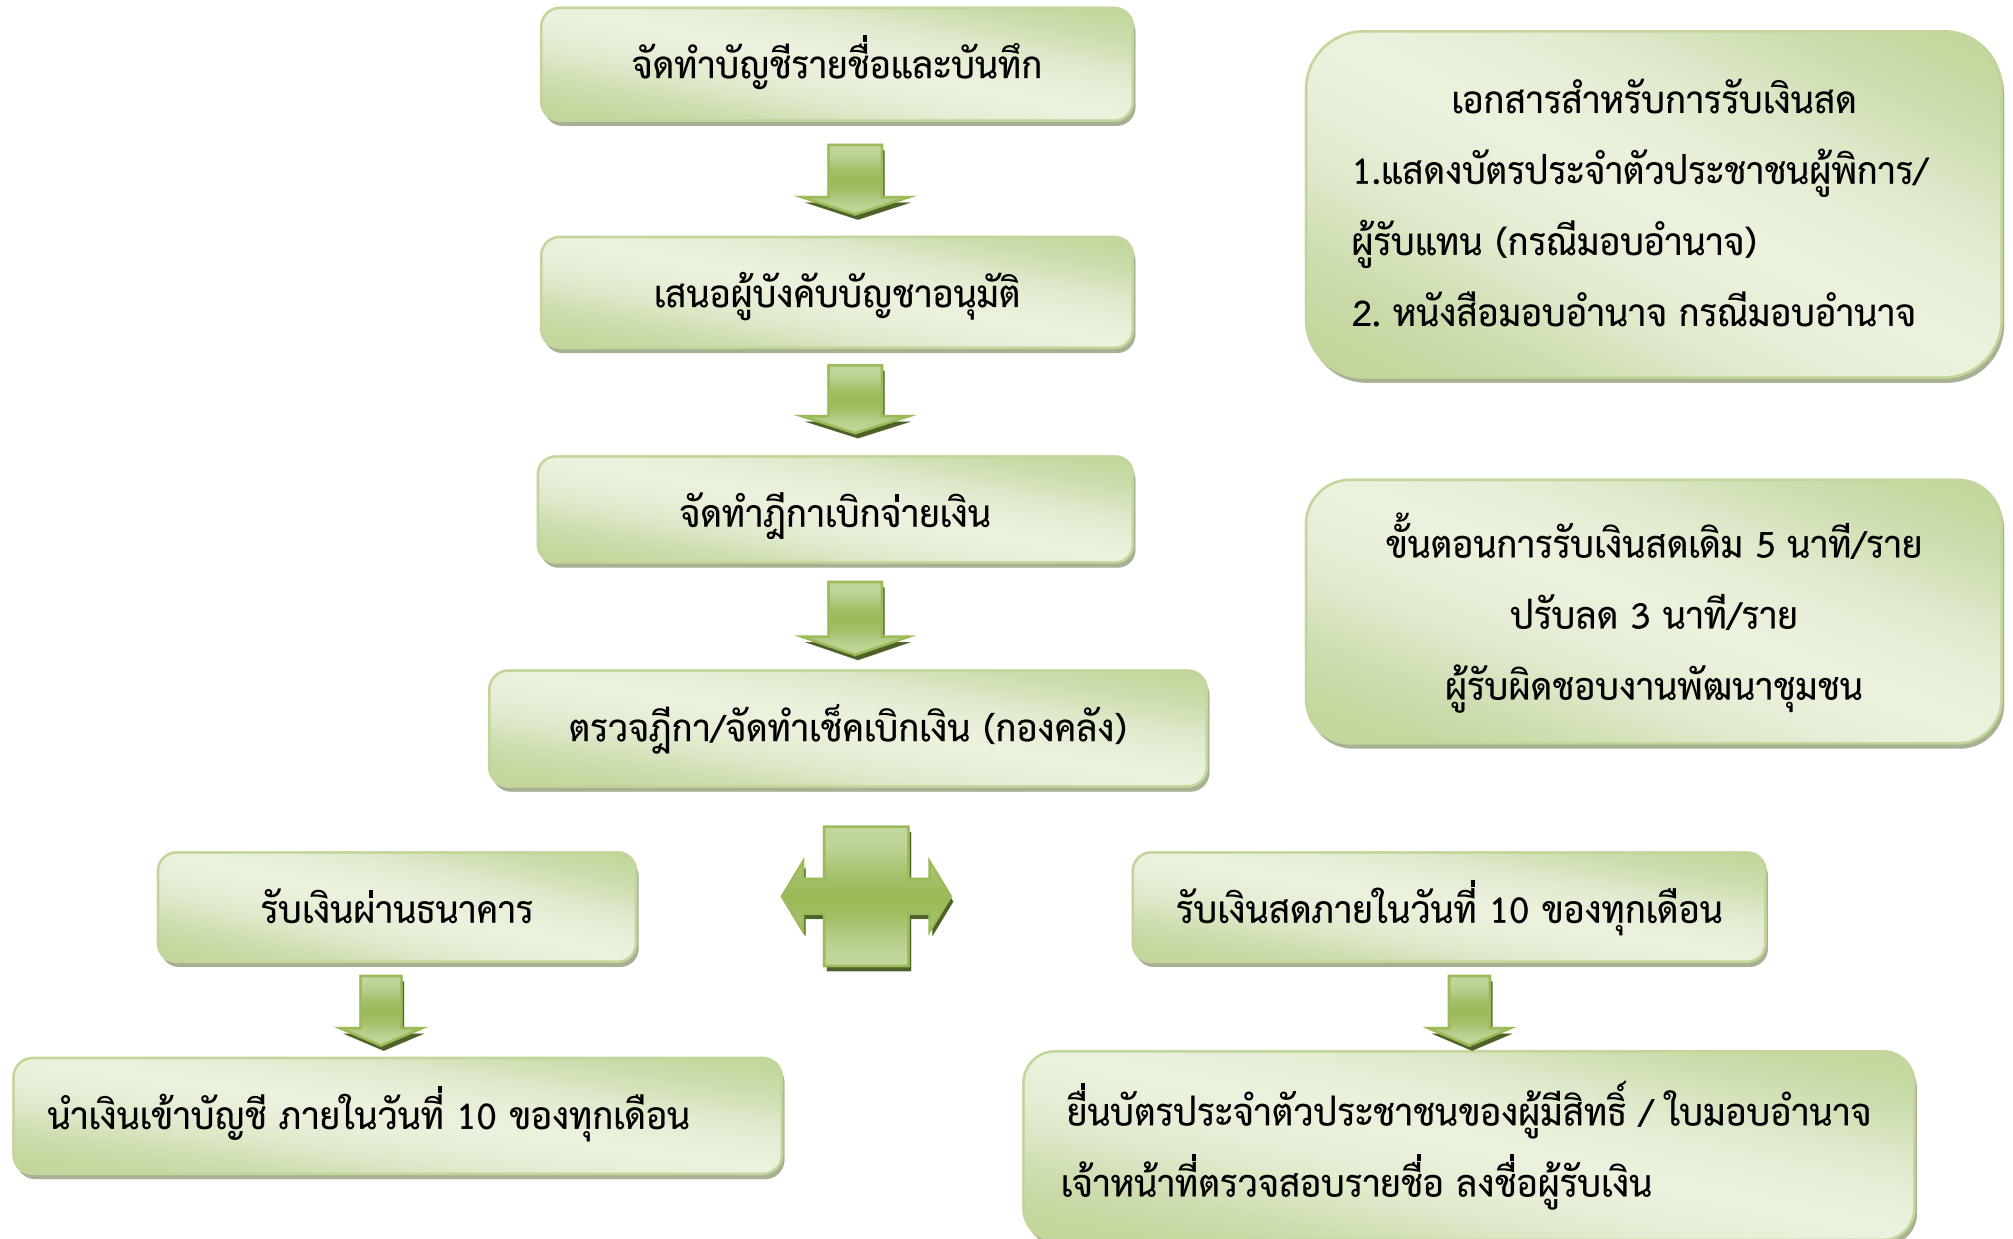 จัดทำบัญชีรายชื่อและบันทึก
เสนอผู้บังคับบัญชาอนุมัติ
จัดทำฎีกาเบิกจ่ายเงิน
ตรวจฎีกา/จัดทำเช็คเบิกเงิน (กองคลัง)
รับเงินผ่านธนาคาร
นำเงินเข้าบัญชี ภายในวันที่ 10 ของทุกเดือน
รับเงินสดภายในวันที่ 10 ของทุกเดือน
ยื่นบัตรประจำตัวประชาชนของผู้มีสิทธิ์ / ใบมอบอำนาจ
เจ้าหน้าที่ตรวจสอบรายชื่อ ลงชื่อผู้รับเงิน
เอกสารสำหรับการรับเงินสด
1.แสดงบัตรประจำตัวประชาชนผู้พิการ/
ผู้รับแทน (กรณีมอบอำนาจ)
2. หนังสือมอบอำนาจ กรณีมอบอำนาจ
ขั้นตอนการรับเงินสดเดิม 5 นาที/ราย
ปรับลด 3 นาที/ราย
ผู้รับผิดชอบงานพัฒนาชุมชน